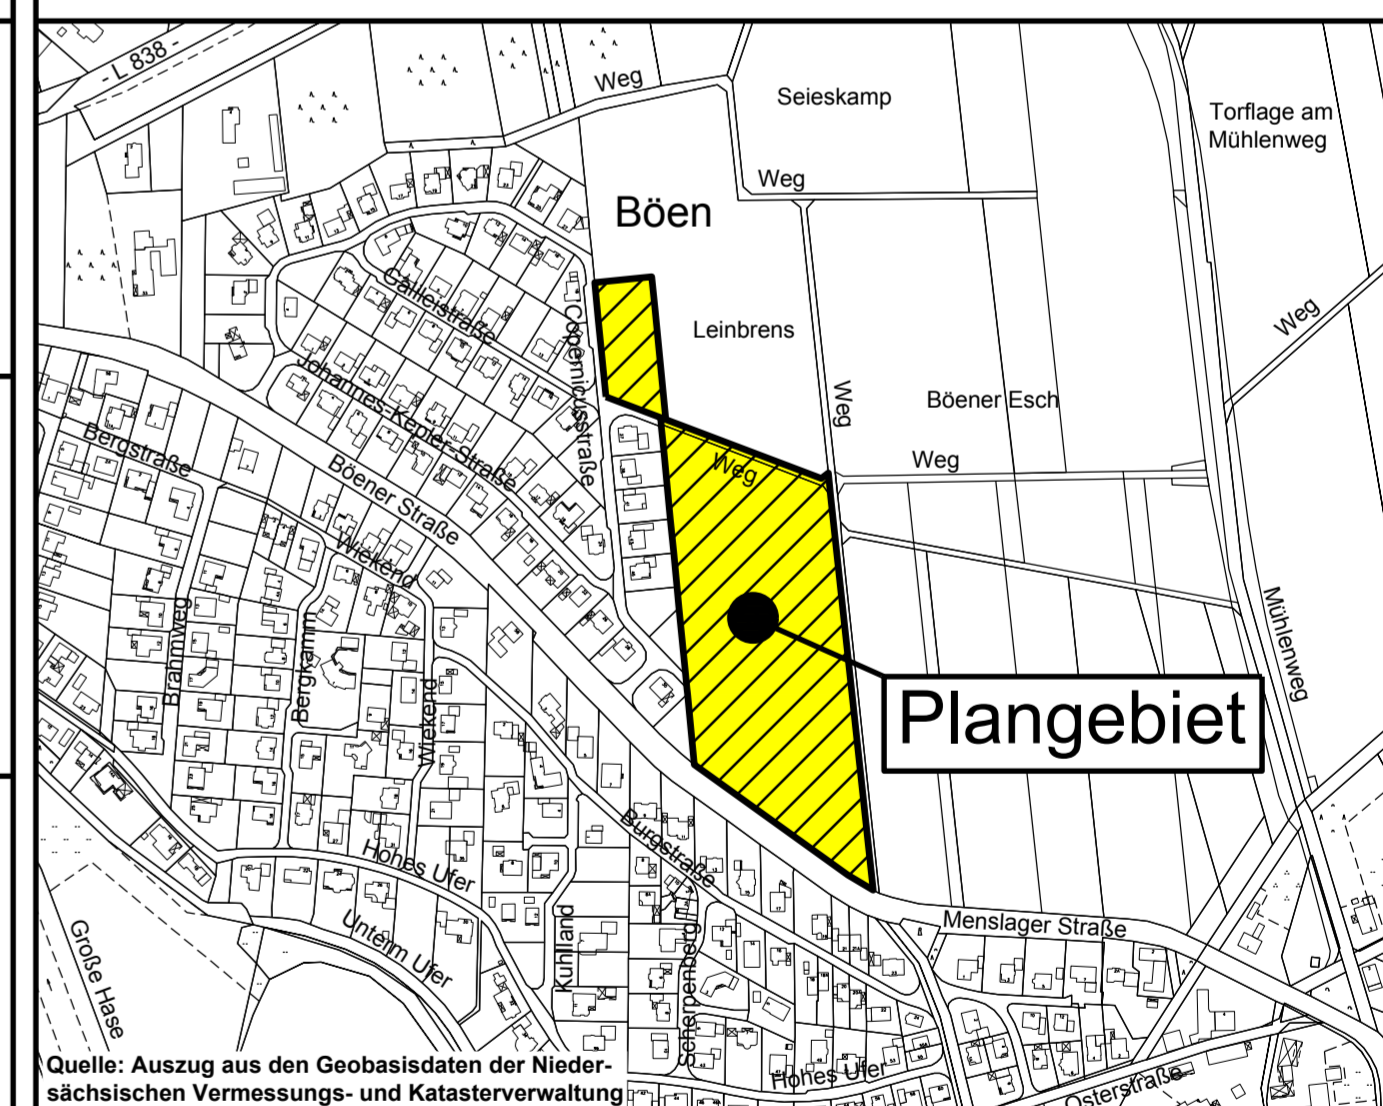 - L 838 -
Weg
Seieskamp
Torflage am
Mühlenweg
Weg
Böen
Galileistraße
Copernicusstraße
Leinbrens
Weg
Johannes-Kepler-Straße
Weg
Böener Esch
Bergstraße
Böener Straße
Weg
Weg
Wiekend
Brahmweg
Bergkamm
Wiekend
Mühlenweg
Plangebiet
Burgstraße
Hohes Ufer
Unterm Ufer
Kuhlland
Scherpenberg
Menslager Straße
Große Hase
Hohes Ufer
Osterstraße
Quelle: Auszug aus den Geobasisdaten der Nieder-
sächsischen Vermessungs- und Katasterverwaltung